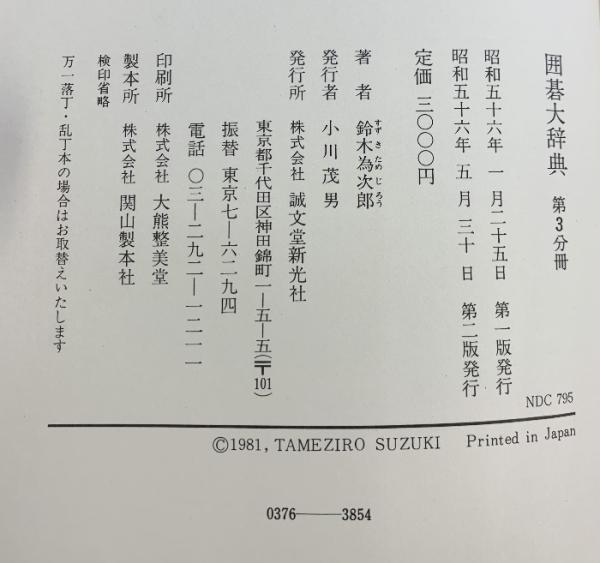 囲碁大辞典 第3分冊
昭和五十六年 一月二十五日 第一版発行
昭和五十六年 五月三十日 第二版発行
定価 三〇〇〇円
著者 鈴木為次郎
すずきためじろう
発行者 小川茂男
発行所 株式会社 誠文堂新光社
東京都千代田区神田錦町一—五—五(〒101)
振替 東京七—六二九四
電話 〇三—二九二—一二一一
印刷所 株式会社 大熊整美堂
製本所 株式会社 関山製本社
検印省略
万一落丁・乱丁本の場合はお取替えいたします
NDC 795
©1981, TAMEZIRO SUZUKI Printed in Japan
0376——3854